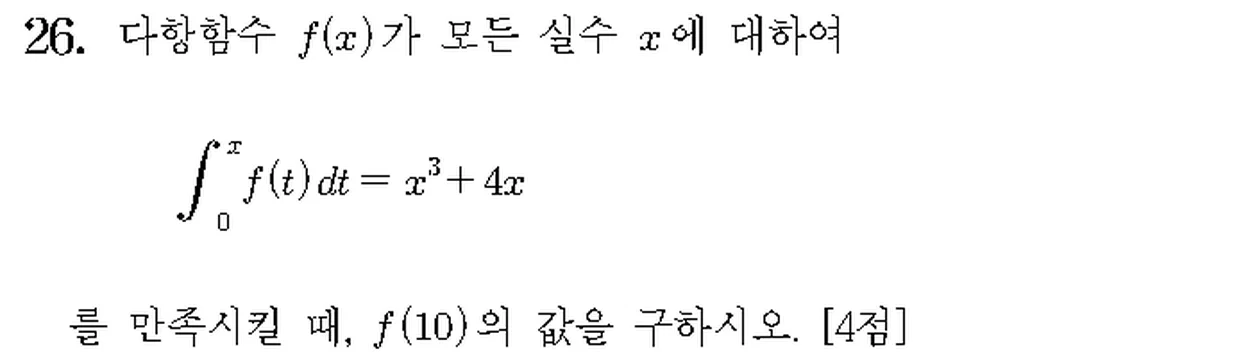 26. 다항함수 f(x)가 모든 실수 x에 대하여
∫₀ˣ f(t)dt = x³ + 4x
를 만족시킬 때, f(10)의 값을 구하시오. [4점]